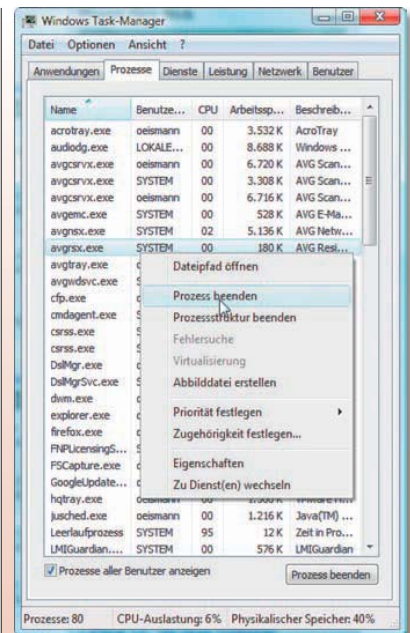 Windows Task-Manager
Datei Optionen Ansicht ?
Anwendungen Prozesse Dienste Leistung Netzwerk Benutzer
Name Benutze... CPU Arbeitssp... Beschreib...
acrotray.exe oeismann 00 3.532 K AcroTray
audiodg.exe LOKALE... 00 8.688 K Windows ...
avgcsrvx.exe oeismann 00 6.720 K AVG Scan...
avgcsrvx.exe SYSTEM 00 3.308 K AVG Scan...
avgcsrvx.exe oeismann 00 6.716 K AVG Scan...
avgemc.exe SYSTEM 00 528 K AVG E-Ma...
avgnsx.exe SYSTEM 02 5.136 K AVG Netw...
avgrsx.exe SYSTEM 00 180 K AVG Resi...
avgtray.exe
avgwdsvc.exe
cfp.exe
cmdagent.exe
csrss.exe
csrss.exe
DslMgr.exe
DslMgrSvc.exe
dwm.exe
explorer.exe
firefox.exe
FNPLicensingS...
FSCapture.exe
GoogleUpdate...
hqtray.exe
Dateipfad öffnen
Prozess beenden
Prozessstruktur beenden
Fehlersuche
Virtualisierung
Abbilddatei erstellen
Priorität festlegen
Zugehörigkeit festlegen...
Eigenschaften
Zu Dienst(en) wechseln
jusched.exe oeismann 00 1.216 K Java(TM) ...
Leerlaufprozess SYSTEM 95 12 K Zeit in Pro...
LMIGuardian.... SYSTEM 00 576 K LMIGuardian
Prozesse aller Benutzer anzeigen
Prozess beenden
Prozesse: 80 CPU-Auslastung: 6% Physikalischer Speicher: 40%